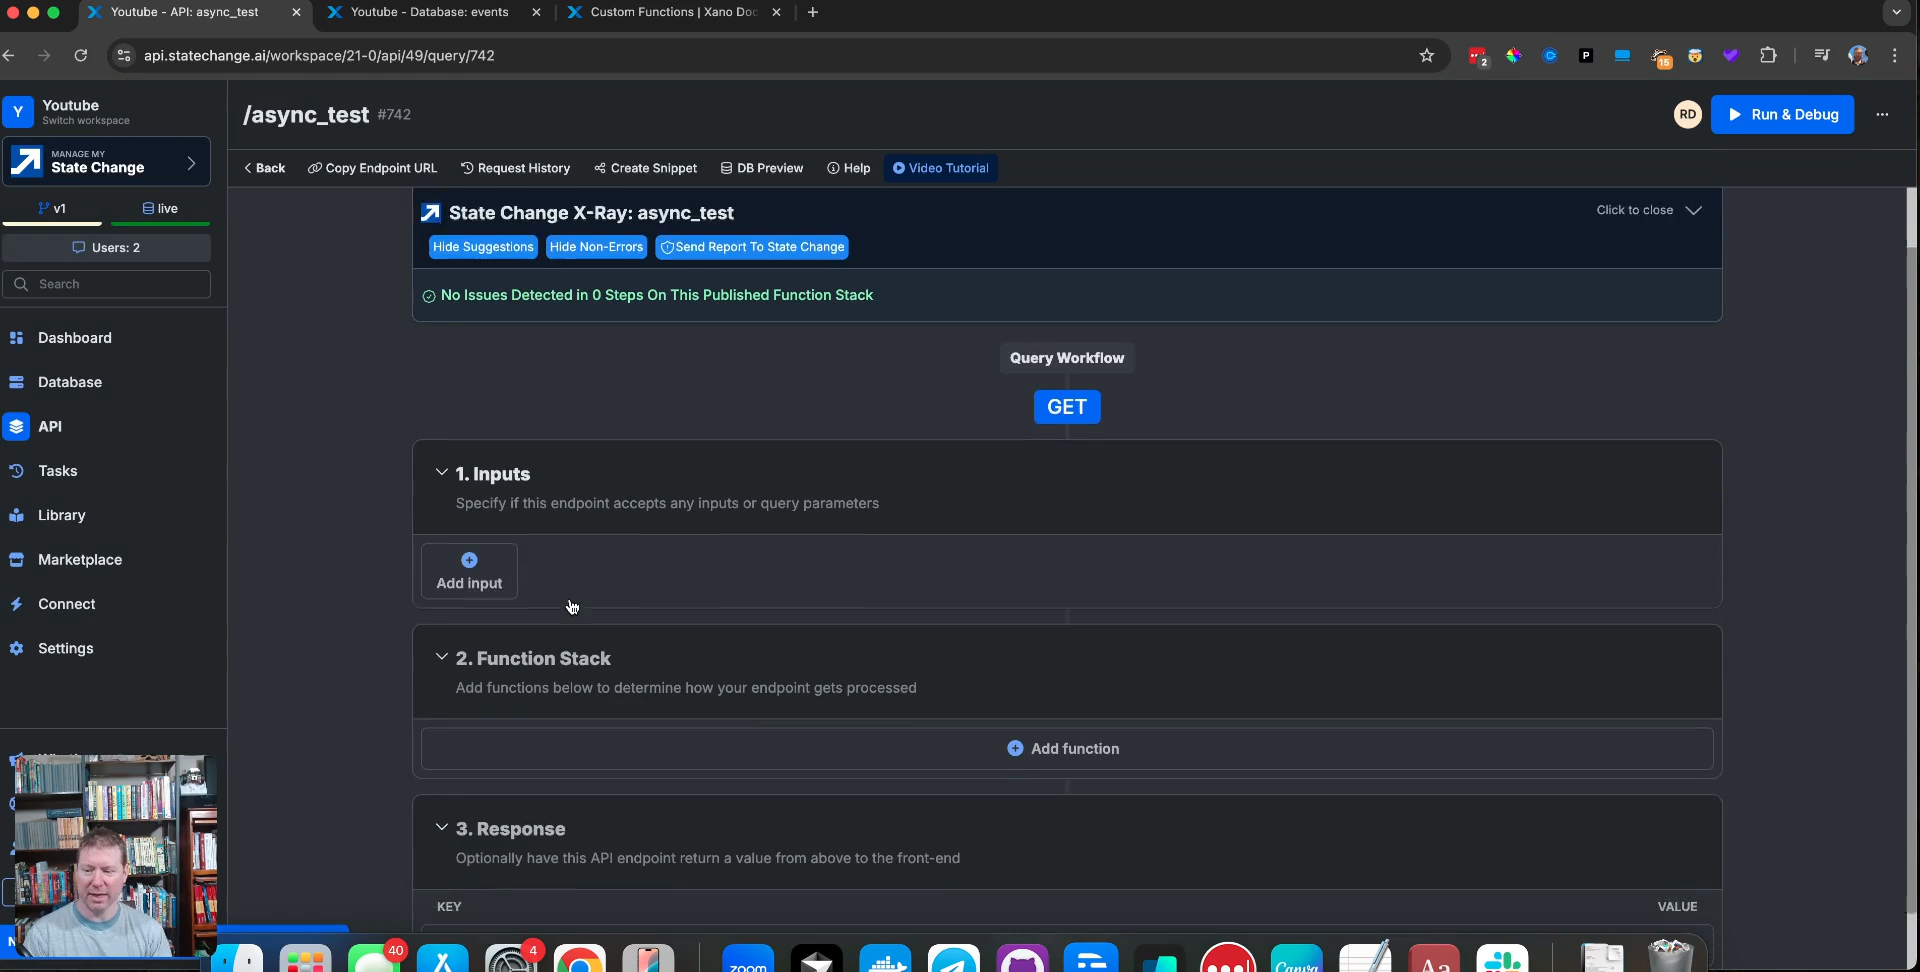 Youtube - API: async_test
Youtube - Database: events
Custom Functions | Xano Doc
api.statechange.ai/workspace/21-0/api/49/query/742
2
15
Y
Youtube
Switch workspace
/async_test #742
RD
Run & Debug
MANAGE MY
State Change
Back
Copy Endpoint URL
Request History
Create Snippet
DB Preview
Help
Video Tutorial
v1
live
Users: 2
Search
State Change X-Ray: async_test
Click to close
Hide Suggestions
Hide Non-Errors
Send Report To State Change
No Issues Detected in 0 Steps On This Published Function Stack
Dashboard
Database
API
Tasks
Library
Marketplace
Connect
Settings
Query Workflow
GET
1. Inputs
Specify if this endpoint accepts any inputs or query parameters
Add input
2. Function Stack
Add functions below to determine how your endpoint gets processed
Add function
3. Response
Optionally have this API endpoint return a value from above to the front-end
KEY
VALUE
40
4
zoom
Canva
Aa